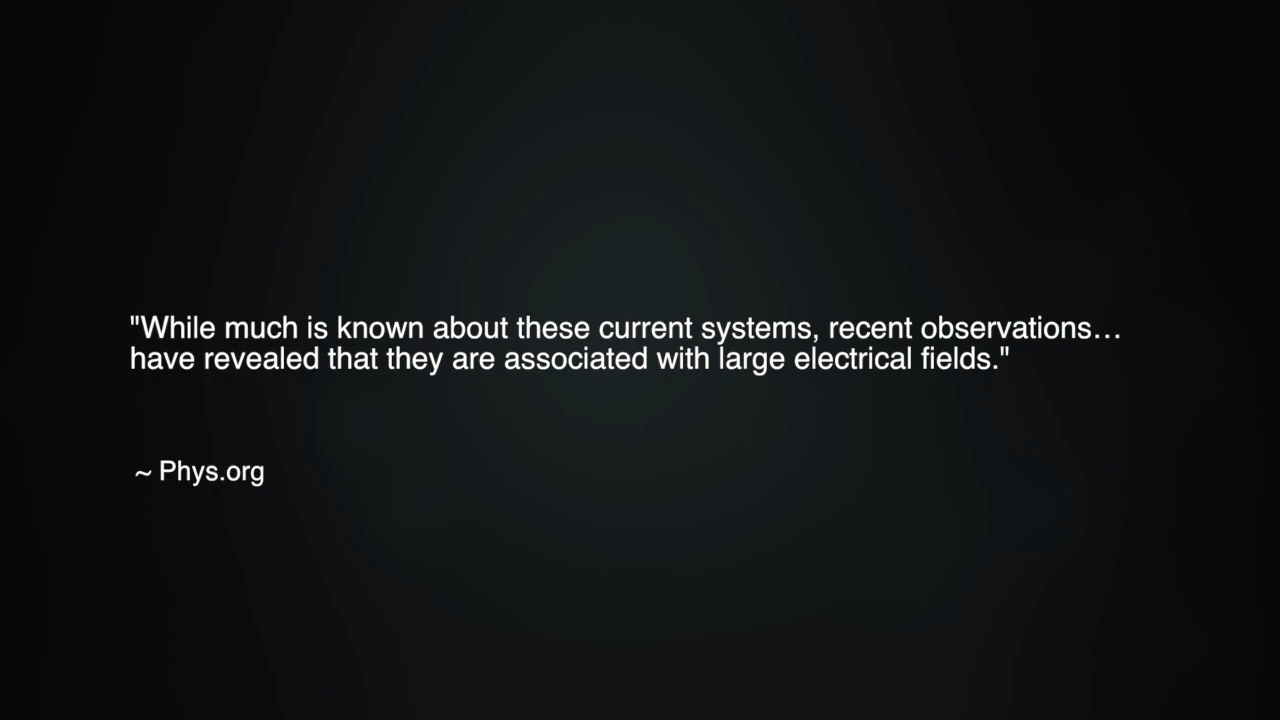 "While much is known about these current systems, recent observations…
have revealed that they are associated with large electrical fields."
~ Phys.org